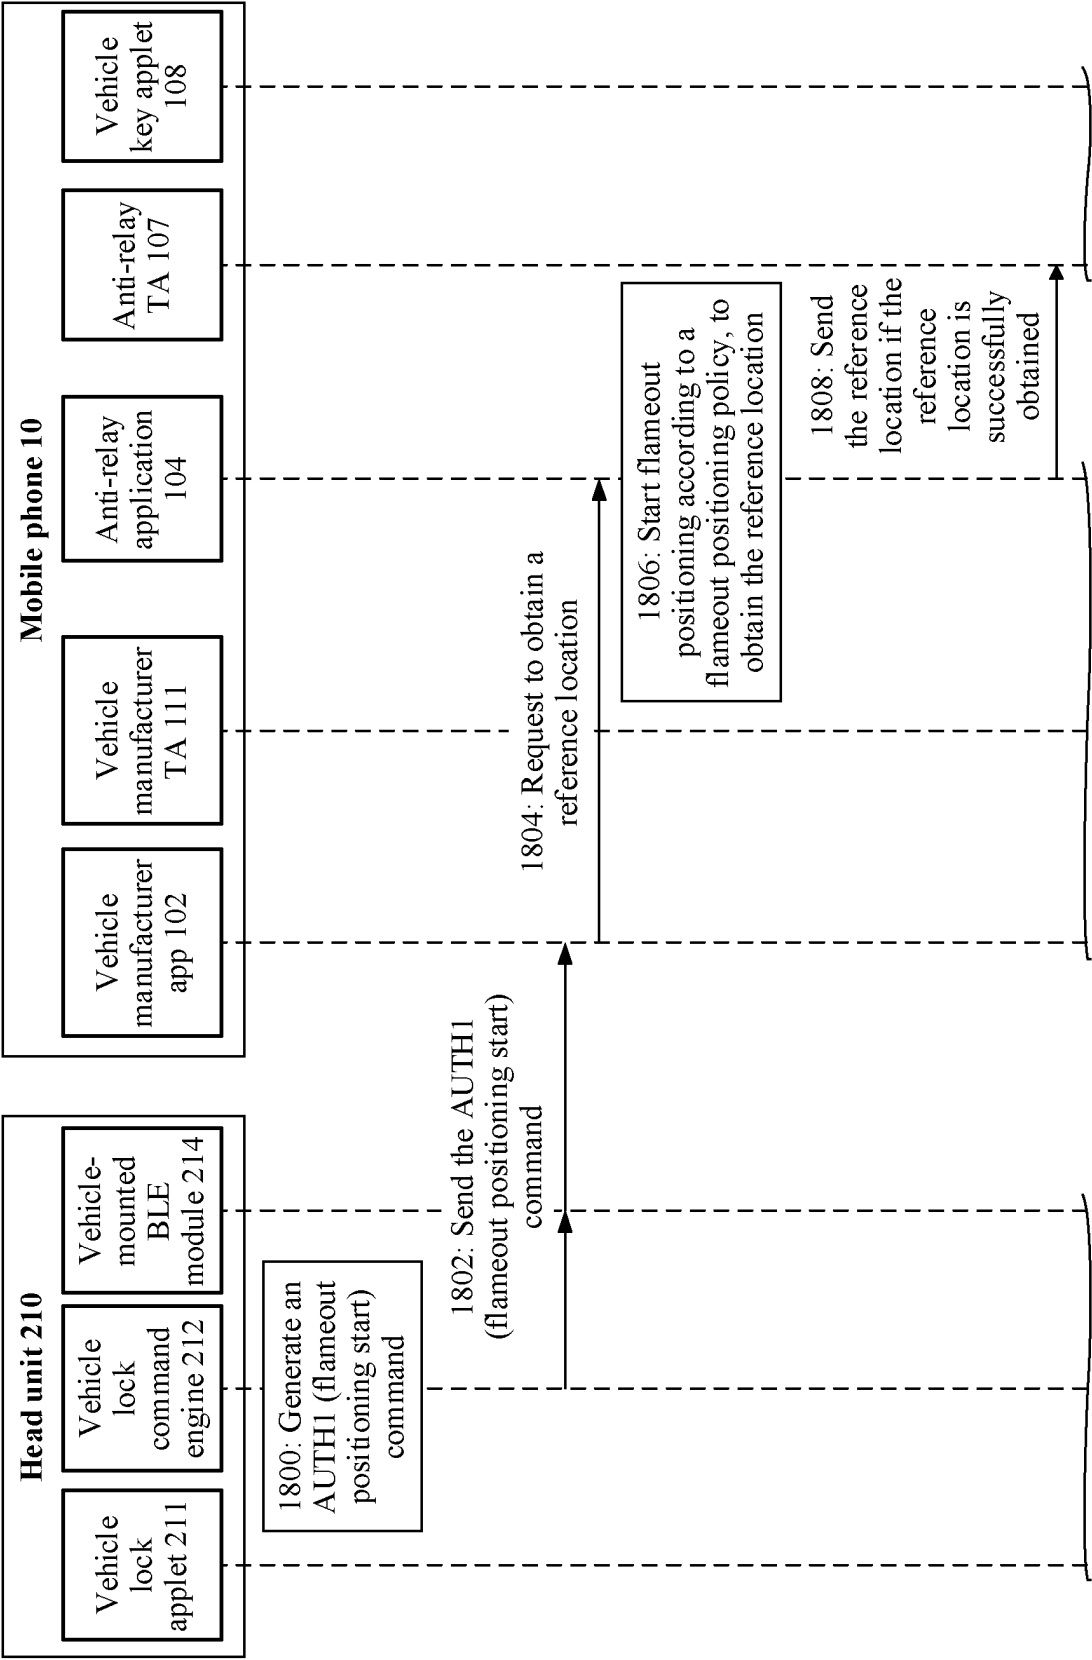 Head unit 210
Mobile phone 10
Vehicle
lock
applet 211
Vehicle
lock
command
engine 212
Vehicle-
mounted
BLE
module 214
Vehicle
manufacturer
app 102
Vehicle
manufacturer
TA 111
Anti-relay
application
104
Anti-relay
TA 107
Vehicle
key applet
108
1800: Generate an
AUTH1 (flameout
positioning start)
command
1802: Send the AUTH1
(flameout positioning start)
command
1804: Request to obtain a
reference location
1806: Start flameout
positioning according to a
flameout positioning policy, to
obtain the reference location
1808: Send
the reference
location if the
reference
location is
successfully
obtained